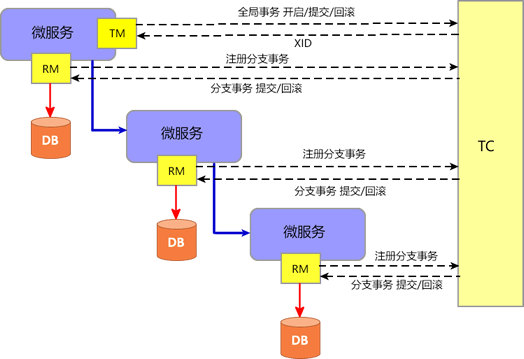 全局事务 开启/提交/回滚
微服务
TM
XID
RM
注册分支事务
分支事务 提交/回滚
DB
微服务
TC
注册分支事务
RM
分支事务 提交/回滚
微服务
DB
注册分支事务
RM
分支事务 提交/回滚
DB